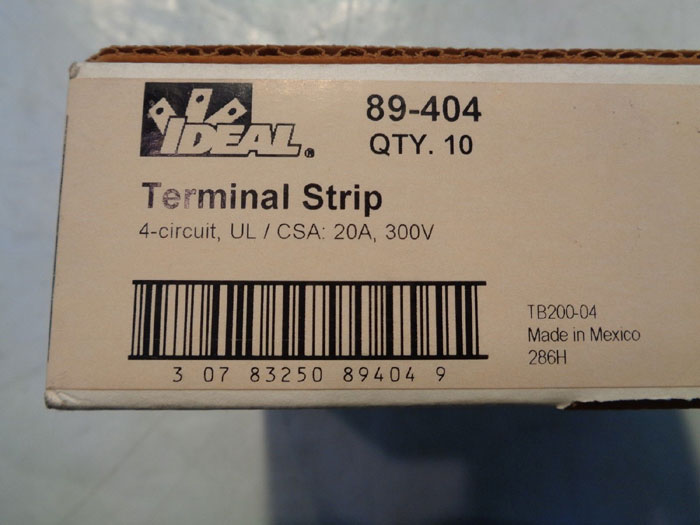 IDEAL®
89-404
QTY. 10
Terminal Strip
4-circuit, UL / CSA: 20A, 300V
3 07 83250 89404 9
TB200-04
Made in Mexico
286H